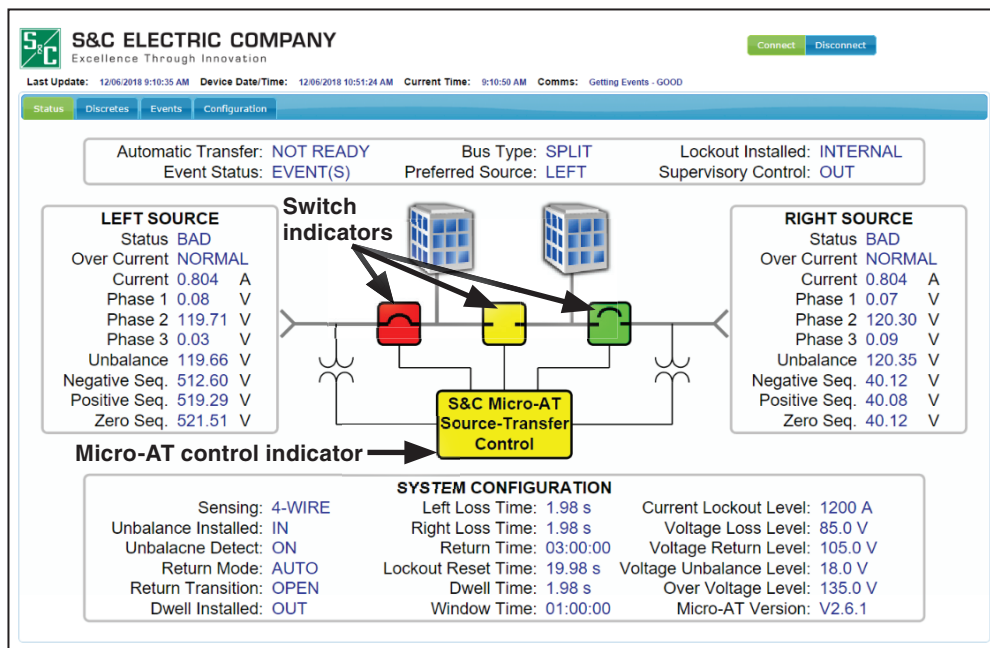 S&C
S&C ELECTRIC COMPANY
Excellence Through Innovation
Connect Disconnect
Last Update: 12/06/2018 9:10:35 AM Device Date/Time: 12/06/2018 10:51:24 AM Current Time: 9:10:50 AM Comms: Getting Events - GOOD
Status Discretes Events Configuration
Automatic Transfer: NOT READY Bus Type: SPLIT Lockout Installed: INTERNAL
Event Status: EVENT(S) Preferred Source: LEFT Supervisory Control: OUT
LEFT SOURCE
Status BAD
Over Current NORMAL
Current 0.804 A
Phase 1 0.08 V
Phase 2 119.71 V
Phase 3 0.03 V
Unbalance 119.66 V
Negative Seq. 512.60 V
Positive Seq. 519.29 V
Zero Seq. 521.51 V
Switch
indicators
S&C Micro-AT
Source-Transfer
Control
Micro-AT control indicator
RIGHT SOURCE
Status BAD
Over Current NORMAL
Current 0.804 A
Phase 1 0.07 V
Phase 2 120.30 V
Phase 3 0.09 V
Unbalance 120.35 V
Negative Seq. 40.12 V
Positive Seq. 40.08 V
Zero Seq. 40.12 V
SYSTEM CONFIGURATION
Sensing: 4-WIRE Left Loss Time: 1.98 s Current Lockout Level: 1200 A
Unbalance Installed: IN Right Loss Time: 1.98 s Voltage Loss Level: 85.0 V
Unbalacne Detect: ON Return Time: 03:00:00 Voltage Return Level: 105.0 V
Return Mode: AUTO Lockout Reset Time: 19.98 s Voltage Unbalance Level: 18.0 V
Return Transition: OPEN Dwell Time: 1.98 s Over Voltage Level: 135.0 V
Dwell Installed: OUT Window Time: 01:00:00 Micro-AT Version: V2.6.1